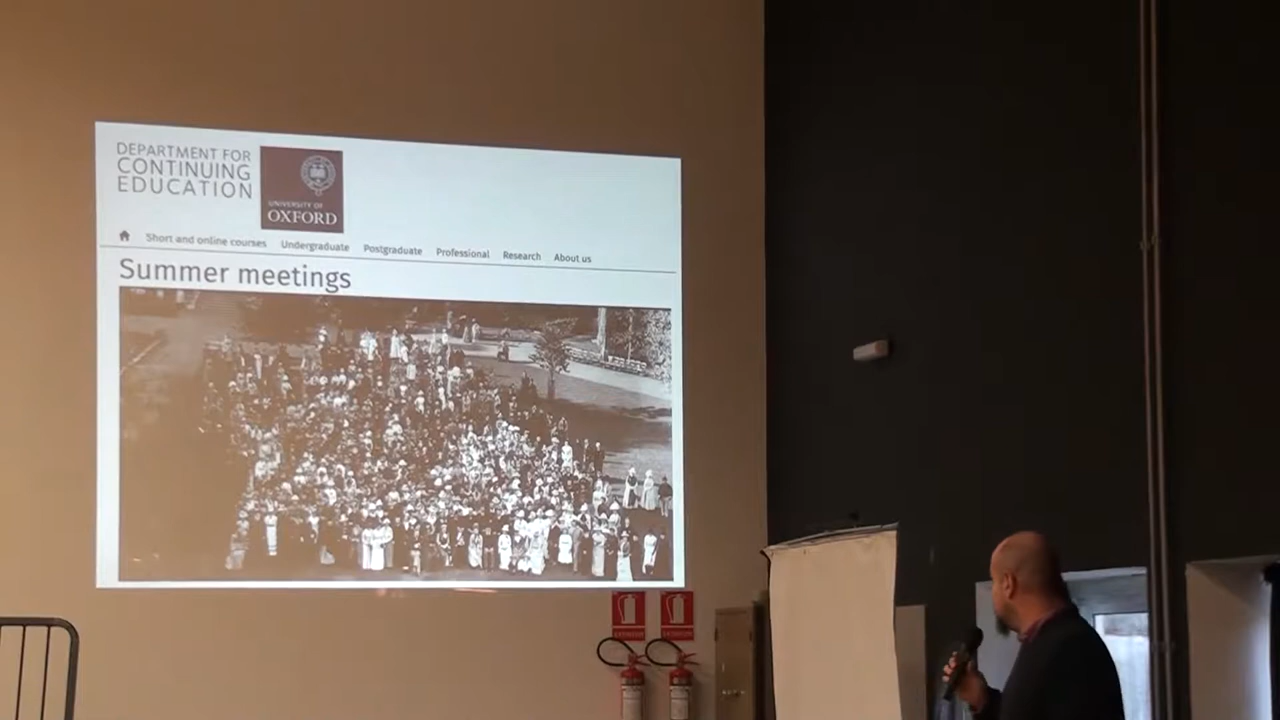 DEPARTMENT FOR
CONTINUING
EDUCATION
UNIVERSITY OF
OXFORD
Short and online courses Undergraduate Postgraduate Professional Research About us
Summer meetings